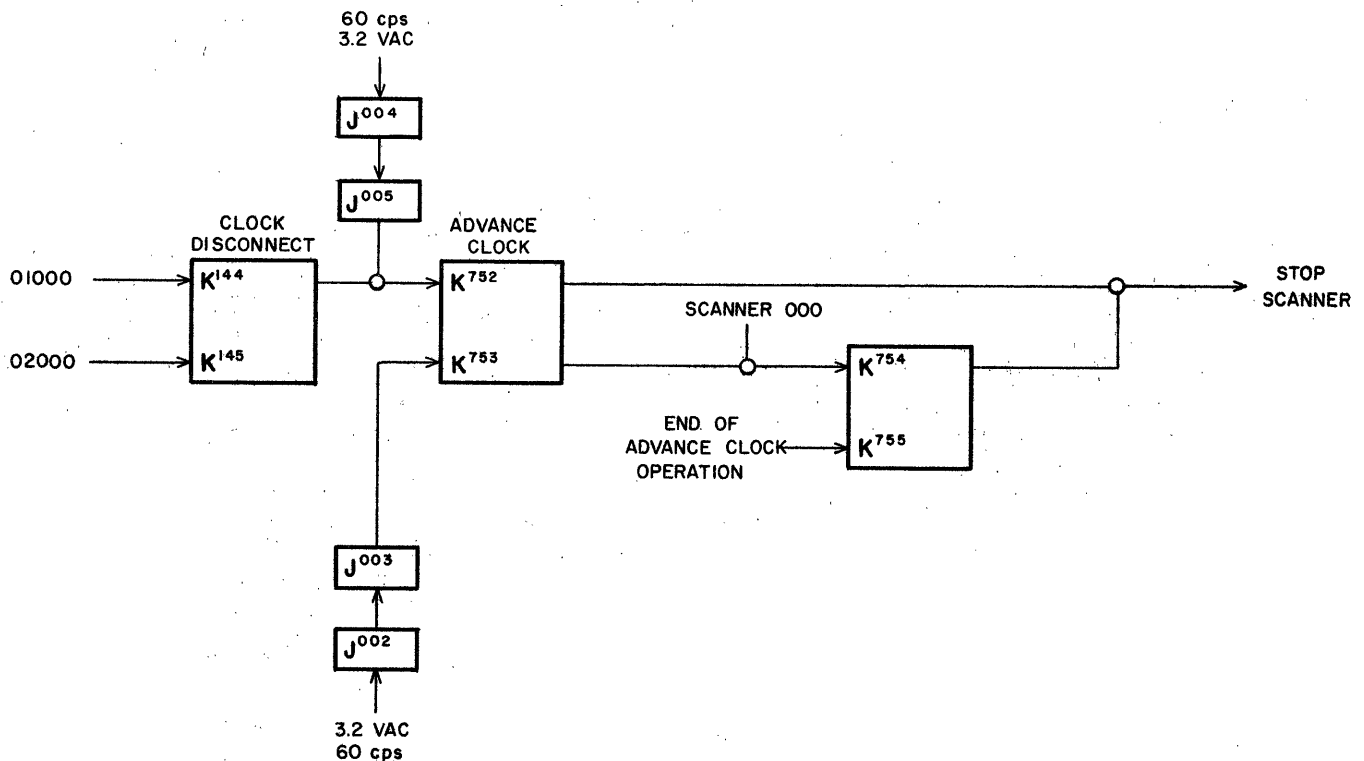 60 cps
3.2 VAC
J004
J005
CLOCK
DISCONNECT
ADVANCE
CLOCK
01000
K144
K752
STOP
SCANNER
SCANNER 000
02000
K145
K753
K754
END OF
ADVANCE CLOCK
OPERATION
K755
J003
J002
3.2 VAC
60 cps